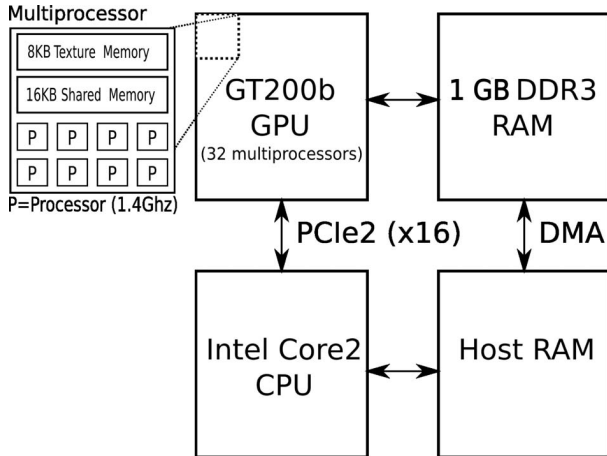 Multiprocessor
8KB Texture Memory
16KB Shared Memory
P P P P
P P P P
P=Processor (1.4Ghz)
GT200b
GPU
(32 multiprocessors)
1 GB DDR3
RAM
PCIe2 (x16)
DMA
Intel Core2
CPU
Host RAM